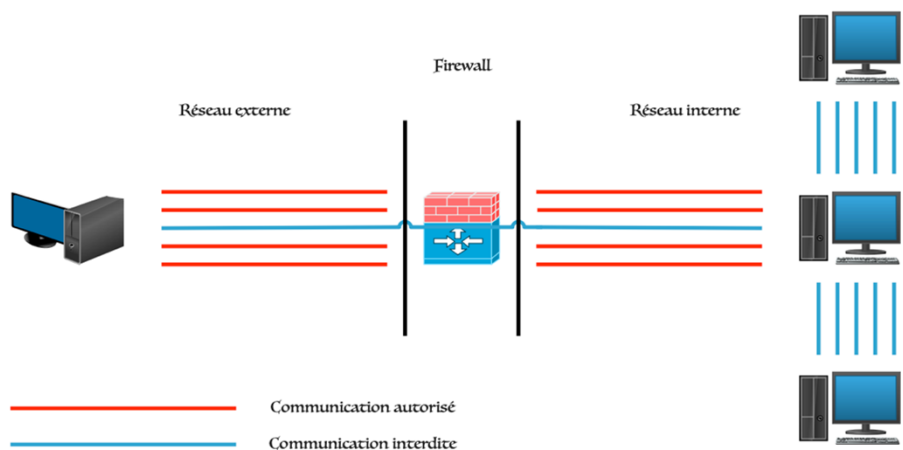 Firewall
Réseau externe
Réseau interne
Communication autorisé
Communication interdite